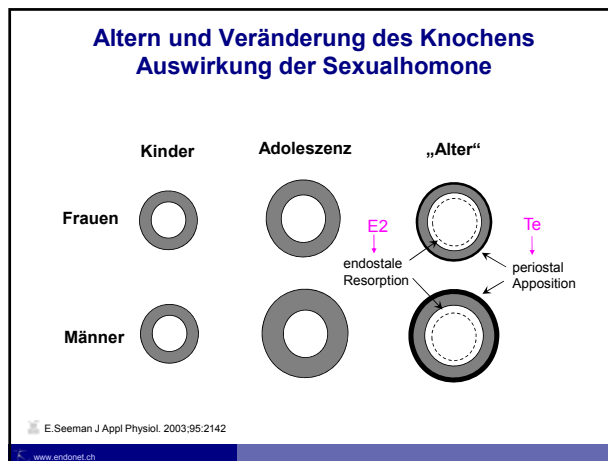 Altern und Veränderung des Knochens
Auswirkung der Sexualhomone
Kinder
Adoleszenz
„Alter“
Frauen
E2
Te
endostale
Resorption
periostal
Apposition
Männer
E.Seeman J Appl Physiol. 2003;95:2142
www.endonet.ch